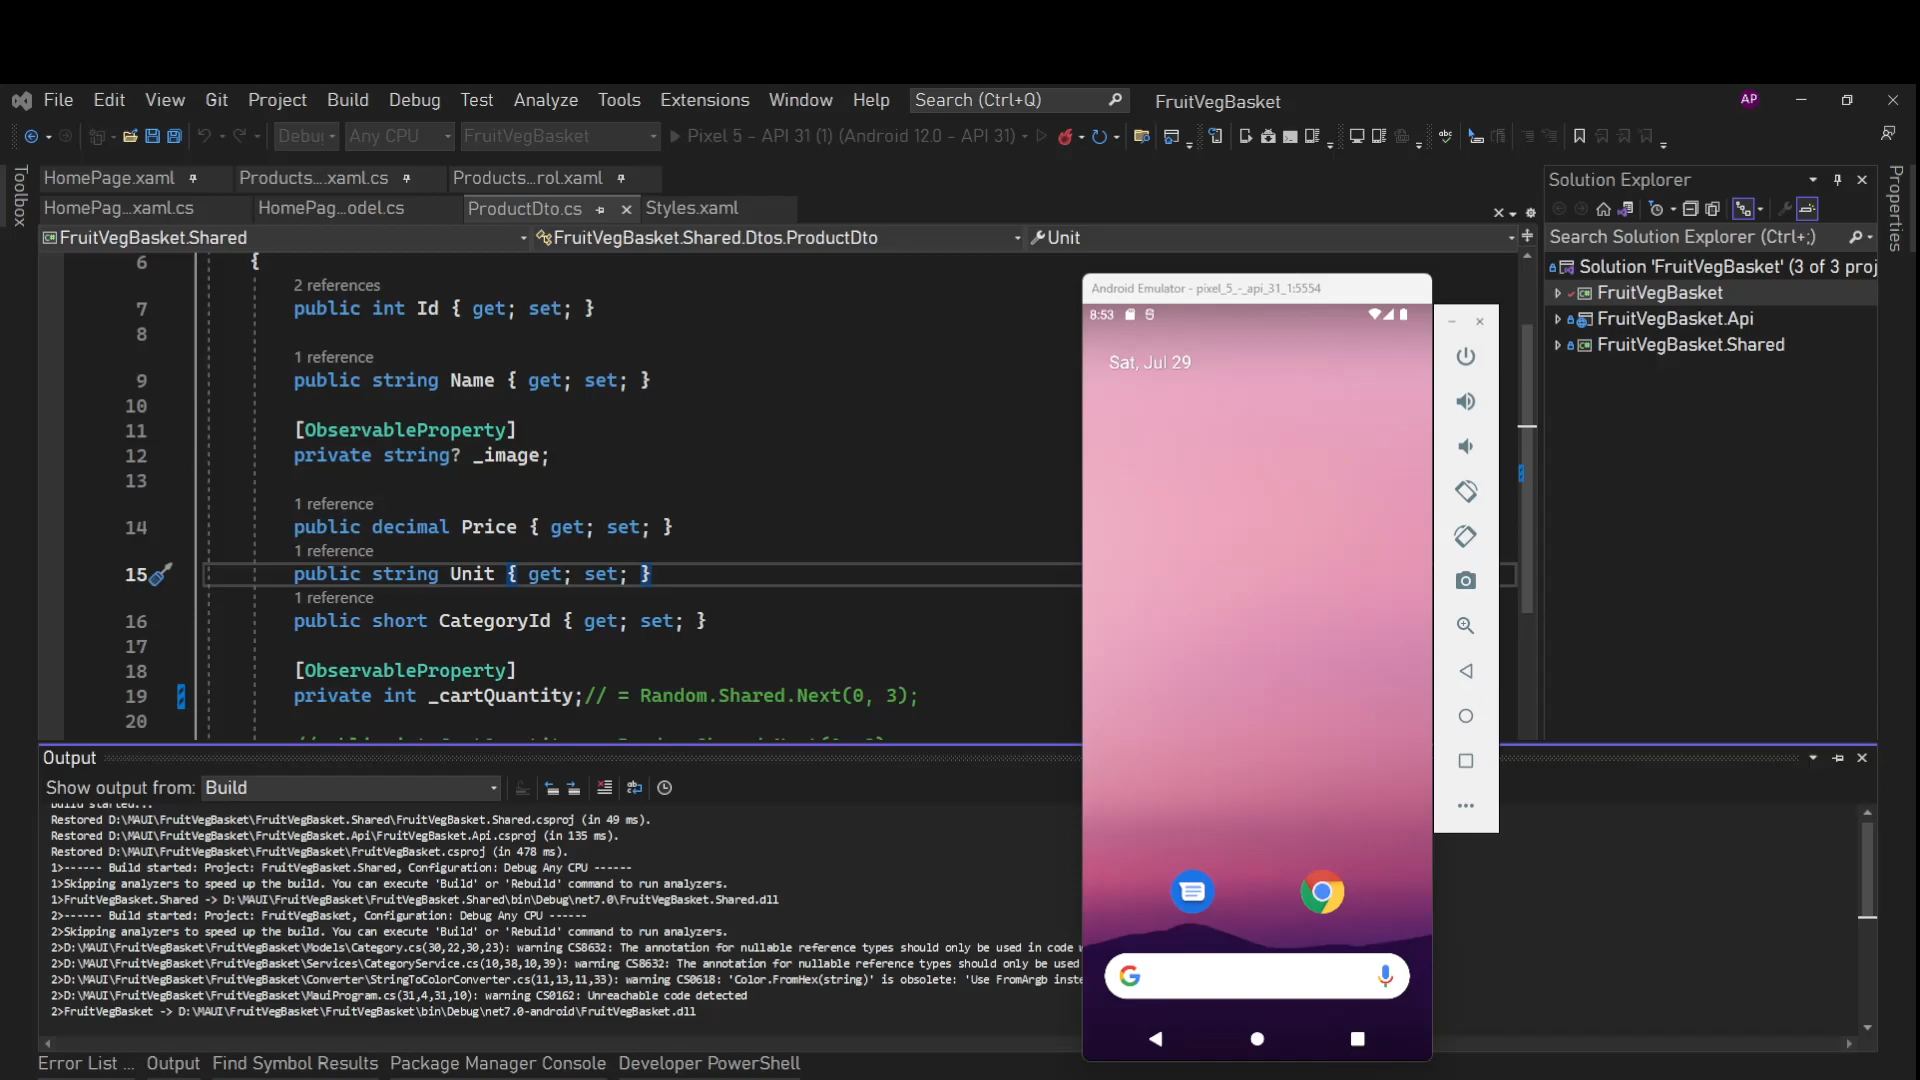 File Edit View Git Project Build Debug Test Analyze Tools Extensions Window Help Search (Ctrl+Q) FruitVegBasket AP
Debug Any CPU FruitVegBasket Pixel 5 - API 31 (1) (Android 12.0 - API 31)
Toolbox
HomePage.xaml Products....xaml.cs Products...rol.xaml
HomePag...xaml.cs HomePag...odel.cs ProductDto.cs Styles.xaml
FruitVegBasket.Shared FruitVegBasket.Shared.Dtos.ProductDto Unit
6 {
2 references
7 public int Id { get; set; }
8
1 reference
9 public string Name { get; set; }
10
11 [ObservableProperty]
12 private string? _image;
13
1 reference
14 public decimal Price { get; set; }
1 reference
15 public string Unit { get; set; }
1 reference
16 public short CategoryId { get; set; }
17
18 [ObservableProperty]
19 private int _cartQuantity;// = Random.Shared.Next(0, 3);
20
Android Emulator - pixel_5_-_api_31_1:5554
8:53
Sat, Jul 29
Solution Explorer
Search Solution Explorer (Ctrl+;)
Solution 'FruitVegBasket' (3 of 3 proj
FruitVegBasket
FruitVegBasket.Api
FruitVegBasket.Shared
Properties
Output
Show output from: Build
Build started...
Restored D:\MAUI\FruitVegBasket\FruitVegBasket.Shared\FruitVegBasket.Shared.csproj (in 49 ms).
Restored D:\MAUI\FruitVegBasket\FruitVegBasket.Api\FruitVegBasket.Api.csproj (in 135 ms).
Restored D:\MAUI\FruitVegBasket\FruitVegBasket\FruitVegBasket.csproj (in 478 ms).
1>------ Build started: Project: FruitVegBasket.Shared, Configuration: Debug Any CPU ------
1>Skipping analyzers to speed up the build. You can execute 'Build' or 'Rebuild' command to run analyzers.
1>FruitVegBasket.Shared -> D:\MAUI\FruitVegBasket\FruitVegBasket.Shared\bin\Debug\net7.0\FruitVegBasket.Shared.dll
2>------ Build started: Project: FruitVegBasket, Configuration: Debug Any CPU ------
2>Skipping analyzers to speed up the build. You can execute 'Build' or 'Rebuild' command to run analyzers.
2>D:\MAUI\FruitVegBasket\FruitVegBasket\Models\Category.cs(30,22,30,23): warning CS8632: The annotation for nullable reference types should only be used in code
2>D:\MAUI\FruitVegBasket\FruitVegBasket\Services\CategoryService.cs(10,38,10,39): warning CS8632: The annotation for nullable reference types should only be used
2>D:\MAUI\FruitVegBasket\FruitVegBasket\Converter\StringToColorConverter.cs(11,13,11,33): warning CS0618: 'Color.FromHex(string)' is obsolete: 'Use FromArgb inste
2>D:\MAUI\FruitVegBasket\FruitVegBasket\MauiProgram.cs(31,4,31,10): warning CS0162: Unreachable code detected
2>FruitVegBasket -> D:\MAUI\FruitVegBasket\FruitVegBasket\bin\Debug\net7.0-android\FruitVegBasket.dll
Error List ... Output Find Symbol Results Package Manager Console Developer PowerShell